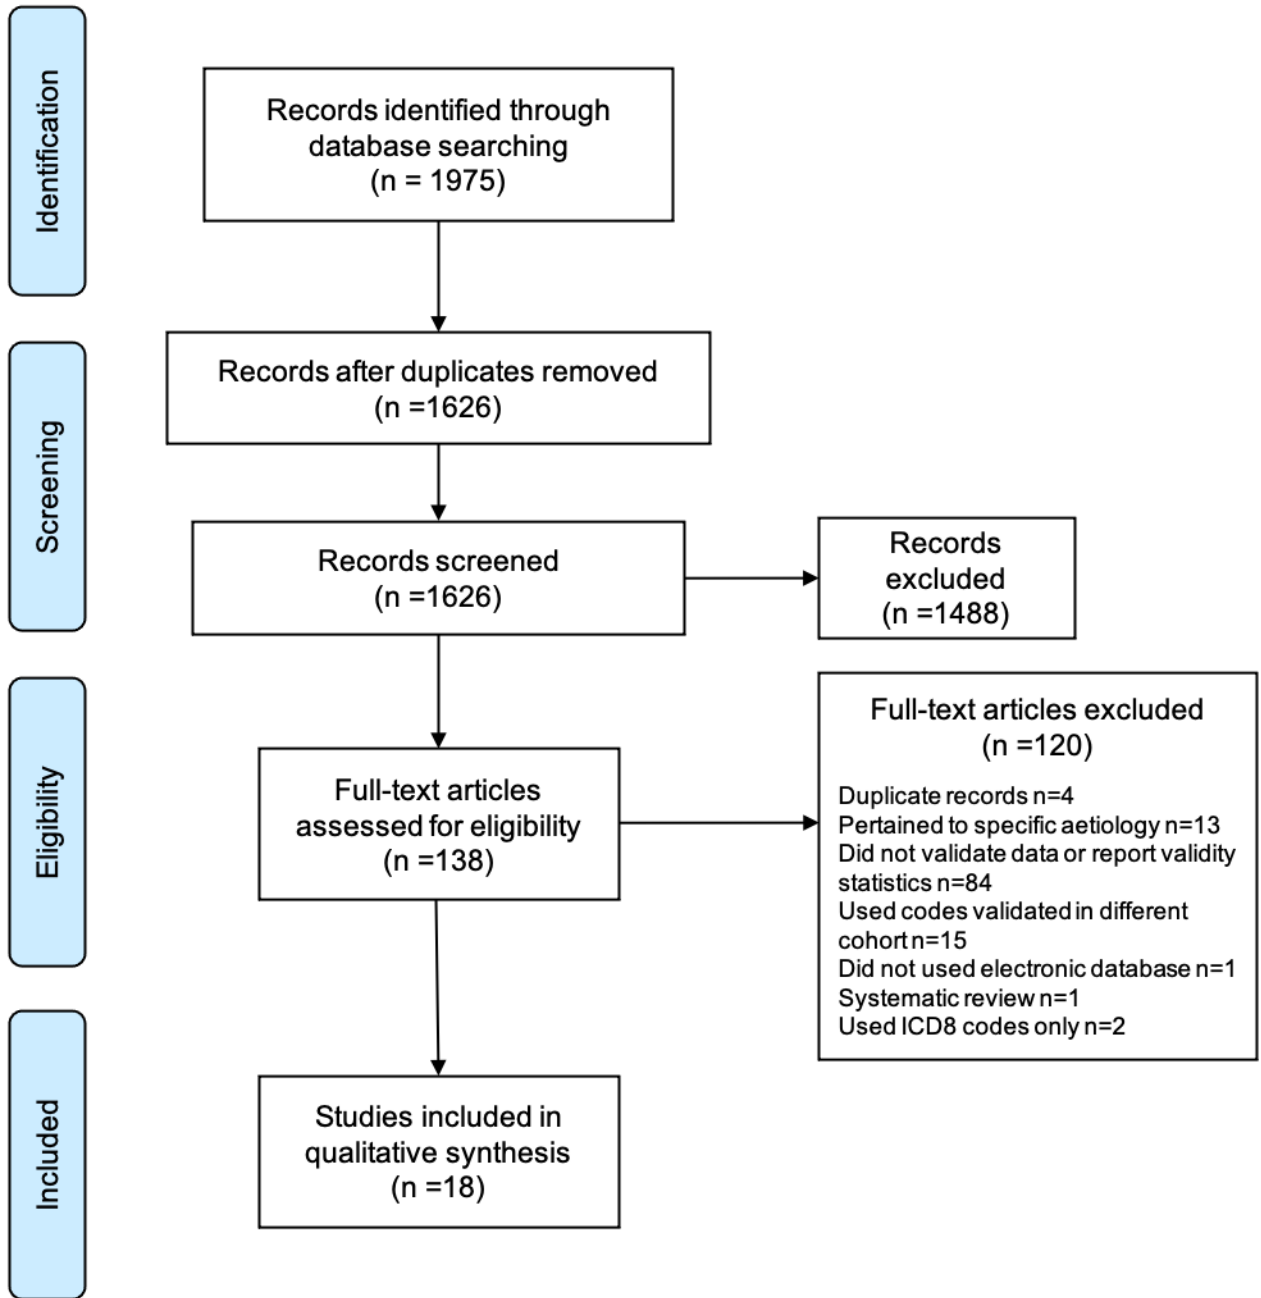 Identification
Records identified through
database searching
(n = 1975)
Screening
Records after duplicates removed
(n =1626)
Records screened
(n =1626)
Records
excluded
(n =1488)
Eligibility
Full-text articles
assessed for eligibility
(n =138)
Full-text articles excluded
(n =120)
Duplicate records n=4
Pertained to specific aetiology n=13
Did not validate data or report validity
statistics n=84
Used codes validated in different
cohort n=15
Did not used electronic database n=1
Systematic review n=1
Used ICD8 codes only n=2
Included
Studies included in
qualitative synthesis
(n =18)